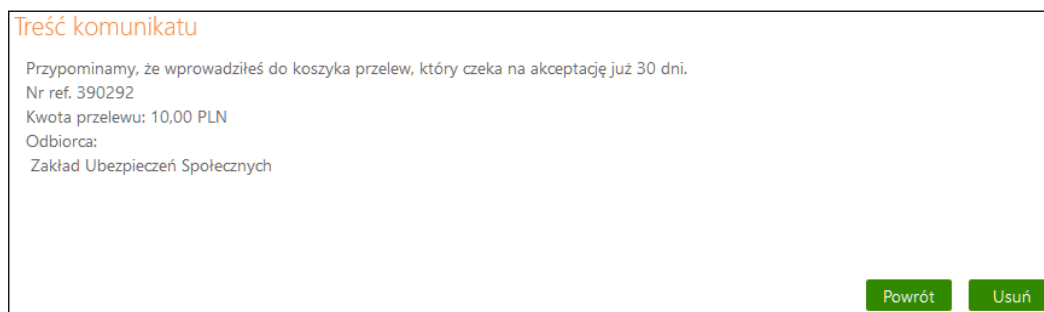 Treść komunikatu
Przypominamy, że wprowadziłeś do koszyka przelew, który czeka na akceptację już 30 dni.
Nr ref. 390292
Kwota przelewu: 10,00 PLN
Odbiorca:
Zakład Ubezpieczeń Społecznych
Powrót Usuń